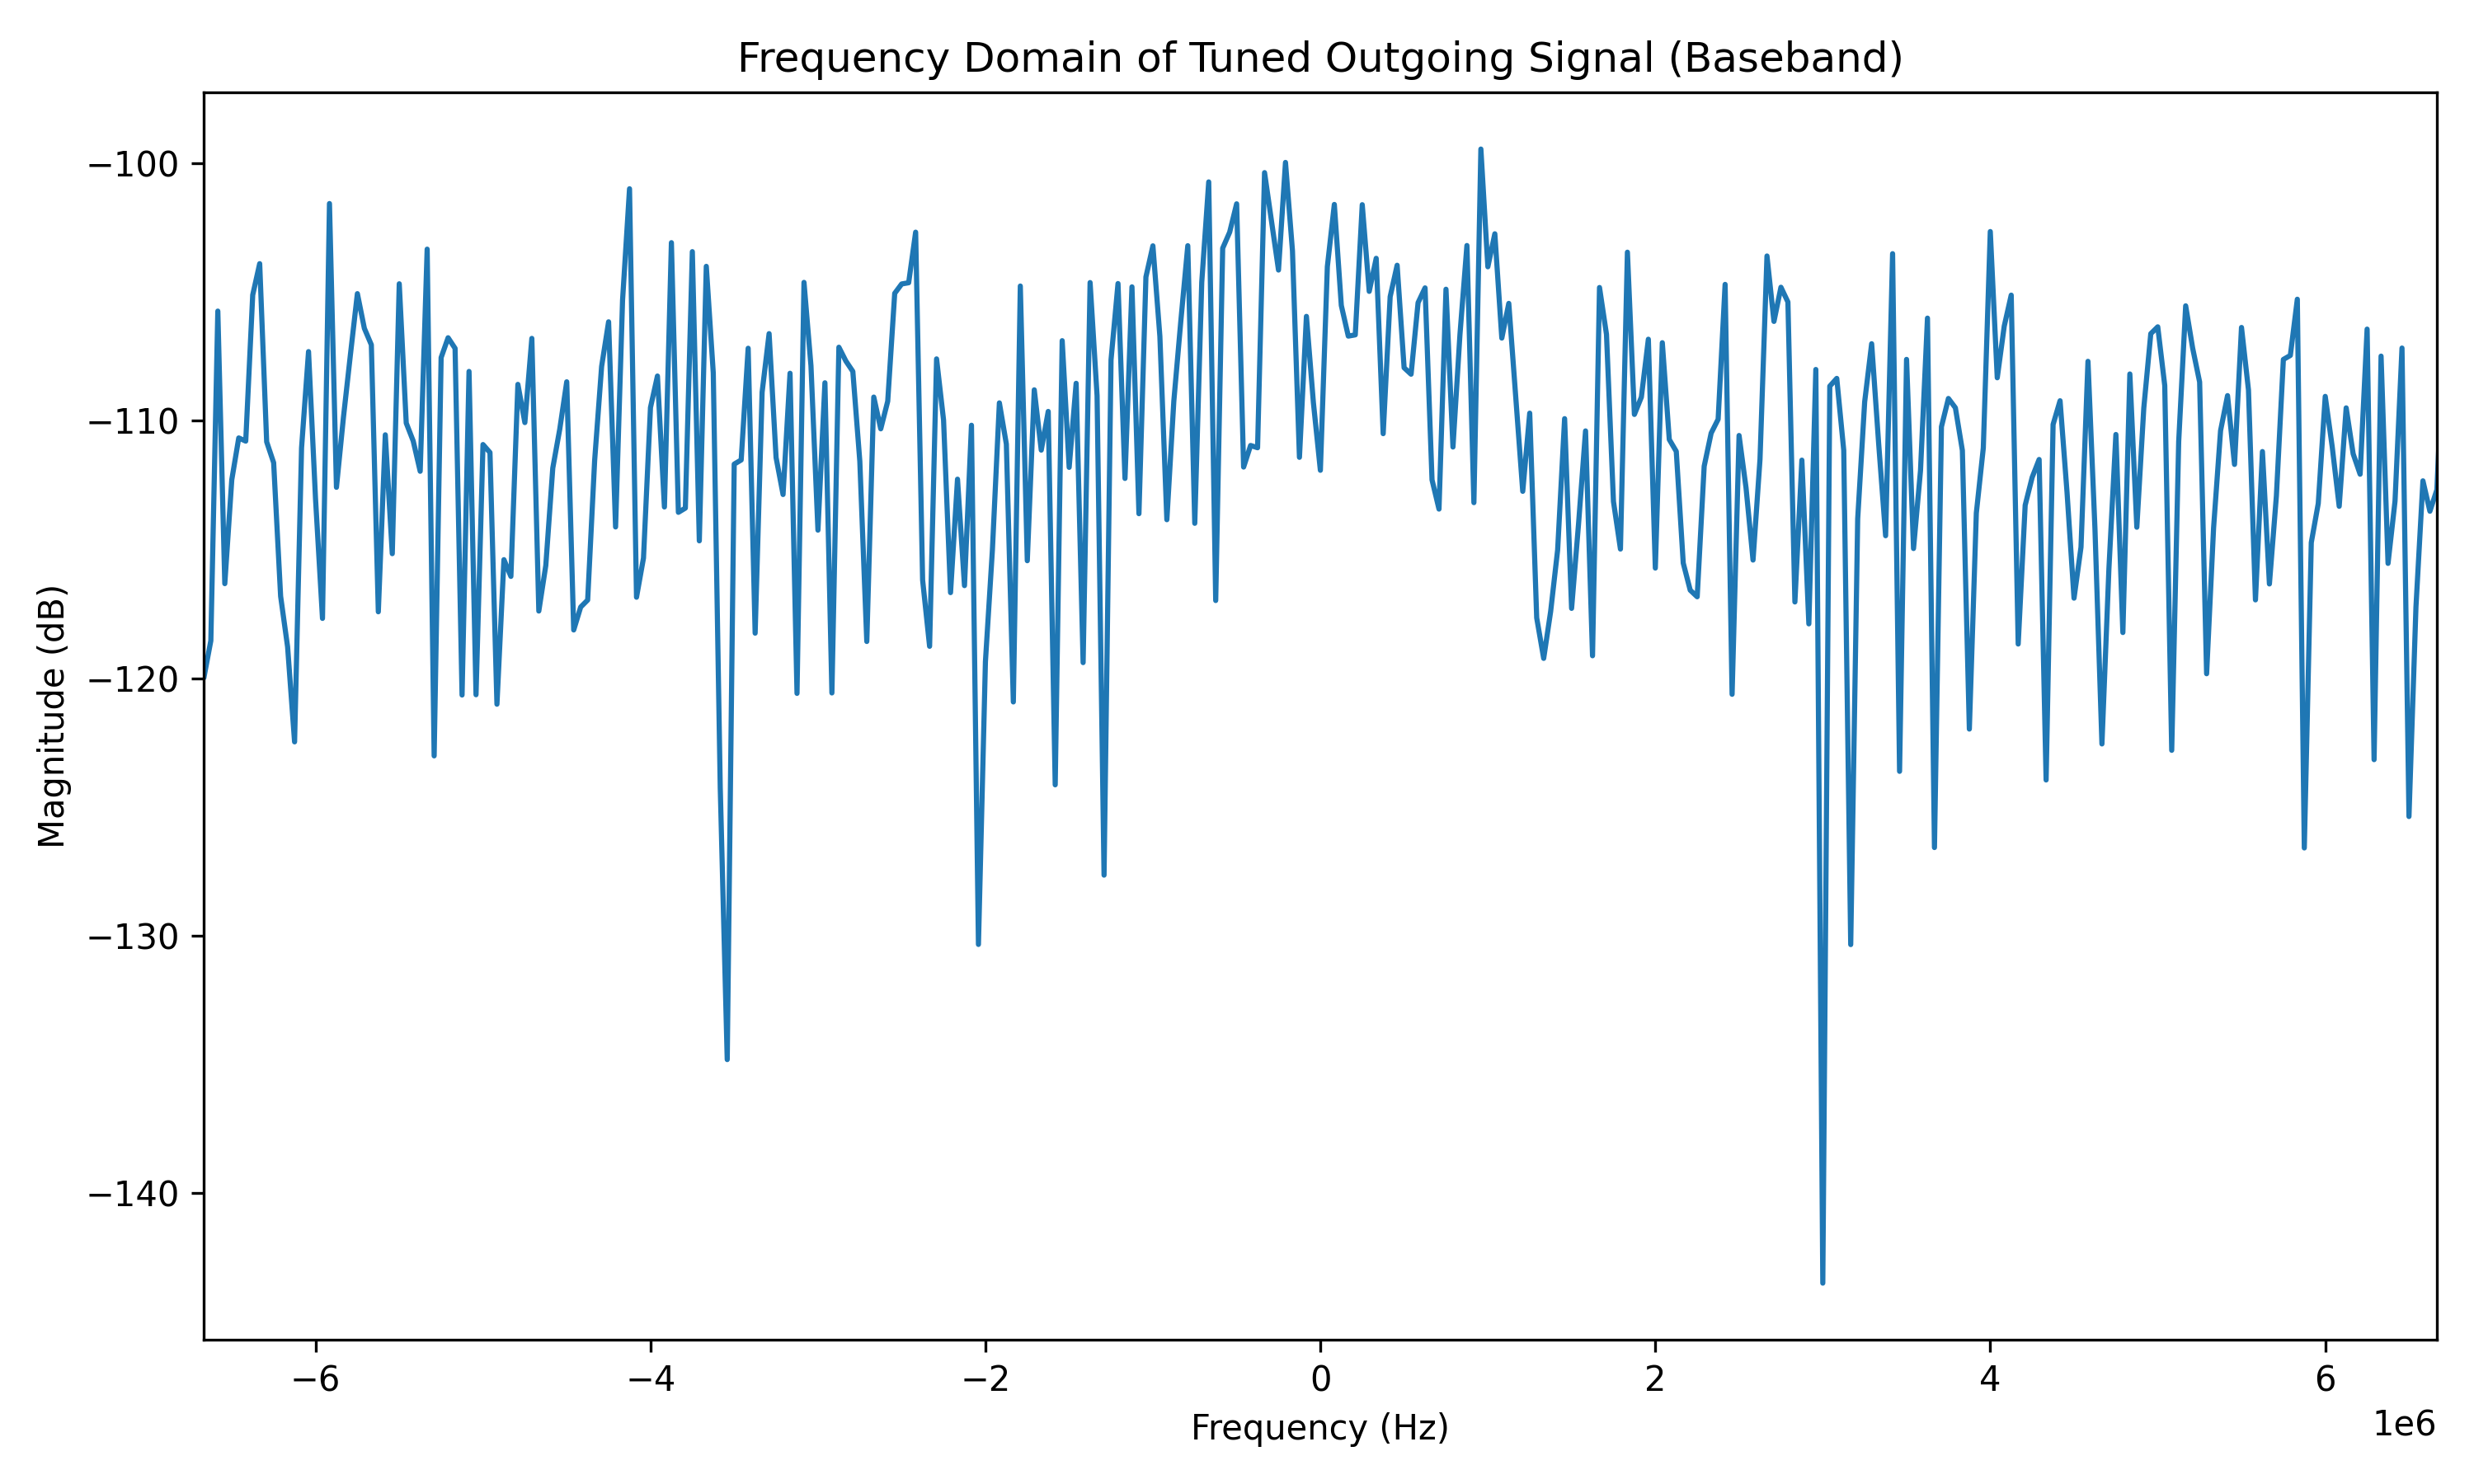 Frequency Domain of Tuned Outgoing Signal (Baseband)
Magnitude (dB)
−100
−110
−120
−130
−140
−6 −4 −2 0 2 4 6
1e6
Frequency (Hz)